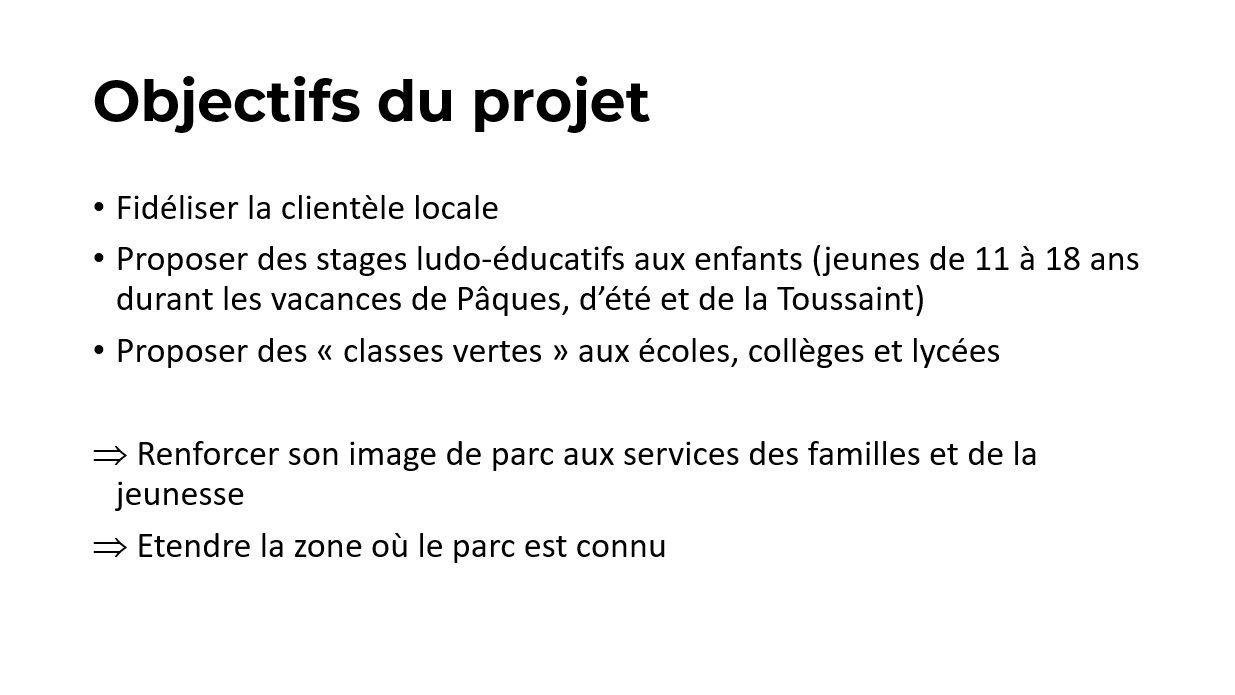 Objectifs du projet
• Fidéliser la clientèle locale
• Proposer des stages ludo-éducatifs aux enfants (jeunes de 11 à 18 ans
durant les vacances de Pâques, d’été et de la Toussaint)
• Proposer des « classes vertes » aux écoles, collèges et lycées
⇒ Renforcer son image de parc aux services des familles et de la
jeunesse
⇒ Etendre la zone où le parc est connu